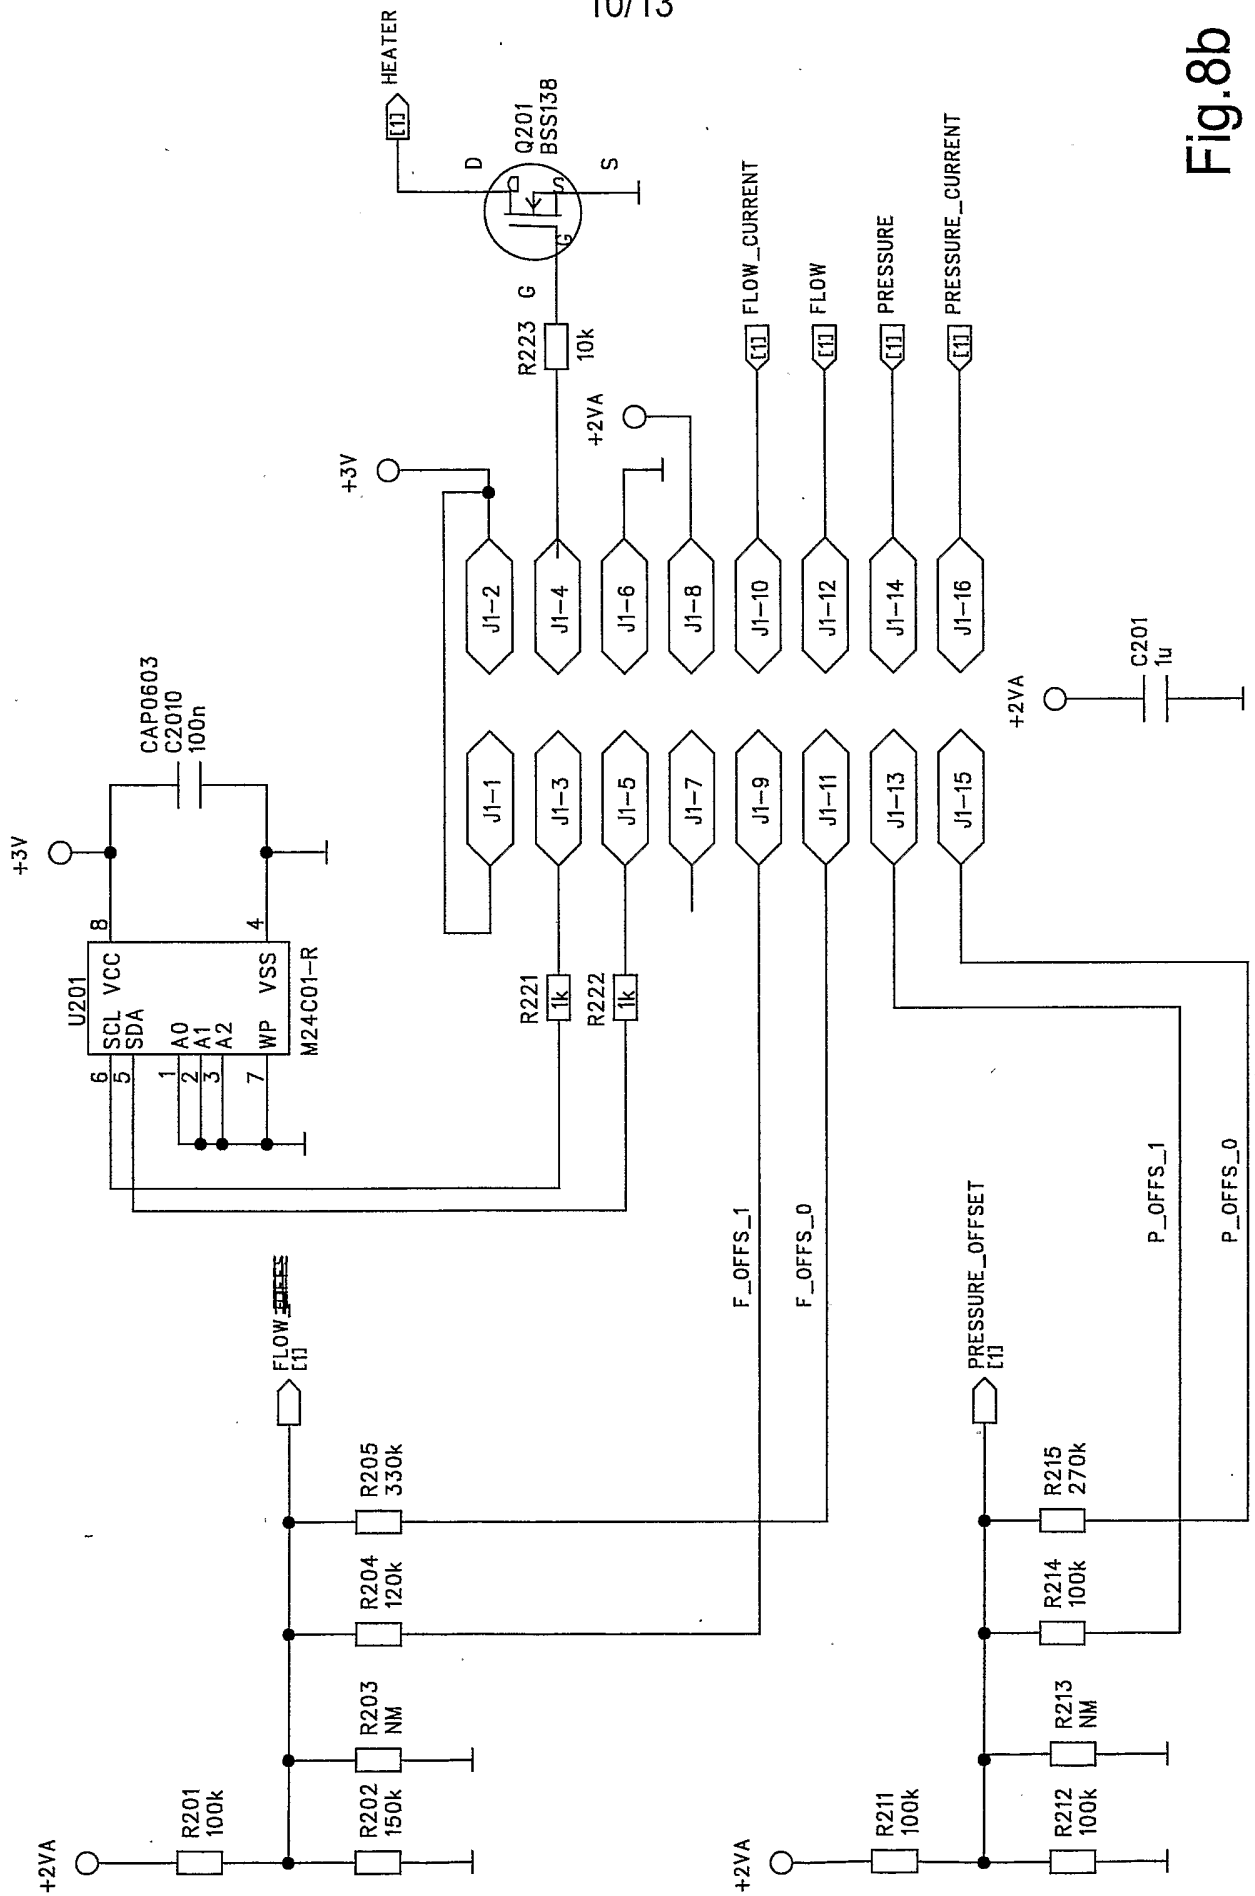 10/13
Fig.8b
+3V
U201
SCL
SDA
A0
A1
A2
WP
VCC
VSS
6
5
1
2
3
7
8
4
M24C01-R
CAP0603
C2010
100n
HEATER
[1]
D
Q201
BSS138
S
G
D
S
G
R223
10k
+3V
+2VA
J1-1
J1-2
J1-3
J1-4
J1-5
J1-6
J1-7
J1-8
J1-9
J1-10
J1-11
J1-12
J1-13
J1-14
J1-15
J1-16
R221
1k
R222
1k
[1] FLOW_CURRENT
[1] FLOW
[1] PRESSURE
[1] PRESSURE_CURRENT
+2VA
C201
1u
+2VA
R201
100k
R202
150k
R203
NM
R204
120k
R205
330k
FLOW
[1]
F_OFFS_1
F_OFFS_0
+2VA
R211
100k
R212
100k
R213
NM
R214
100k
R215
270k
PRESSURE_OFFSET
[1]
P_OFFS_1
P_OFFS_0